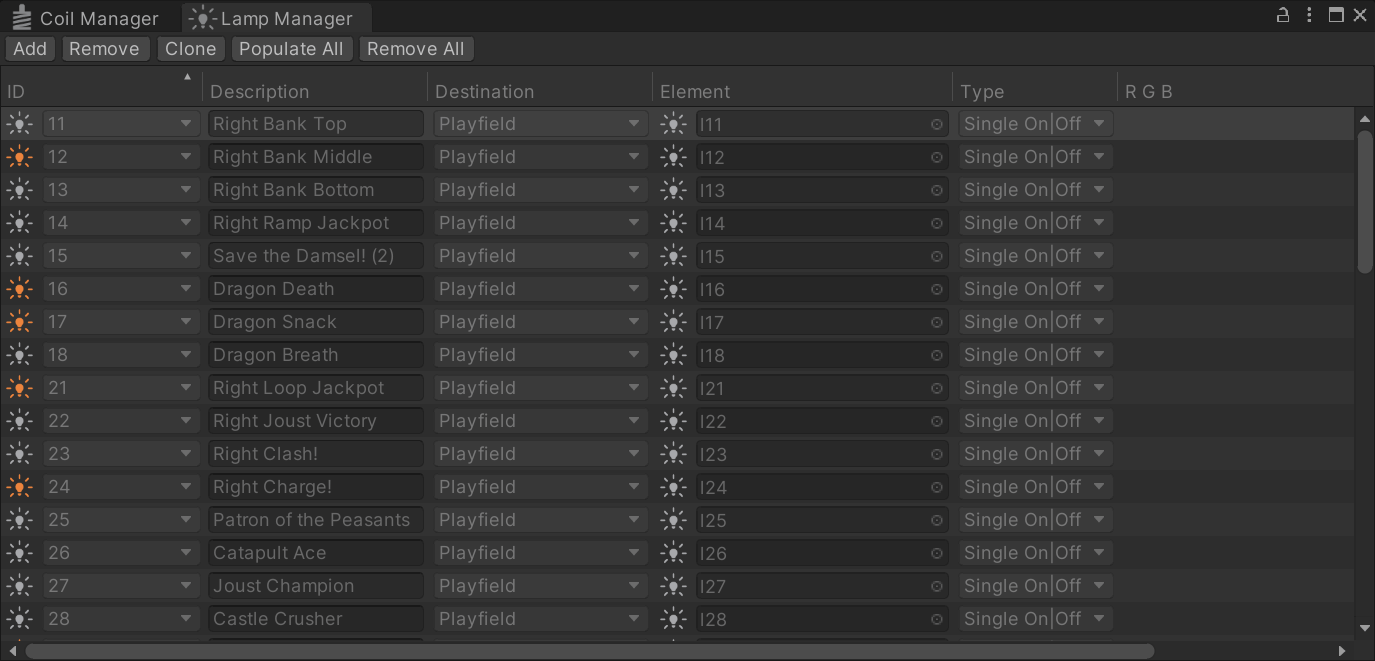 Coil Manager Lamp Manager
Add Remove Clone Populate All Remove All
ID Description Destination Element Type R G B
11 Right Bank Top Playfield l11 Single On|Off
12 Right Bank Middle Playfield l12 Single On|Off
13 Right Bank Bottom Playfield l13 Single On|Off
14 Right Ramp Jackpot Playfield l14 Single On|Off
15 Save the Damsel! (2) Playfield l15 Single On|Off
16 Dragon Death Playfield l16 Single On|Off
17 Dragon Snack Playfield l17 Single On|Off
18 Dragon Breath Playfield l18 Single On|Off
21 Right Loop Jackpot Playfield l21 Single On|Off
22 Right Joust Victory Playfield l22 Single On|Off
23 Right Clash! Playfield l23 Single On|Off
24 Right Charge! Playfield l24 Single On|Off
25 Patron of the Peasants Playfield l25 Single On|Off
26 Catapult Ace Playfield l26 Single On|Off
27 Joust Champion Playfield l27 Single On|Off
28 Castle Crusher Playfield l28 Single On|Off